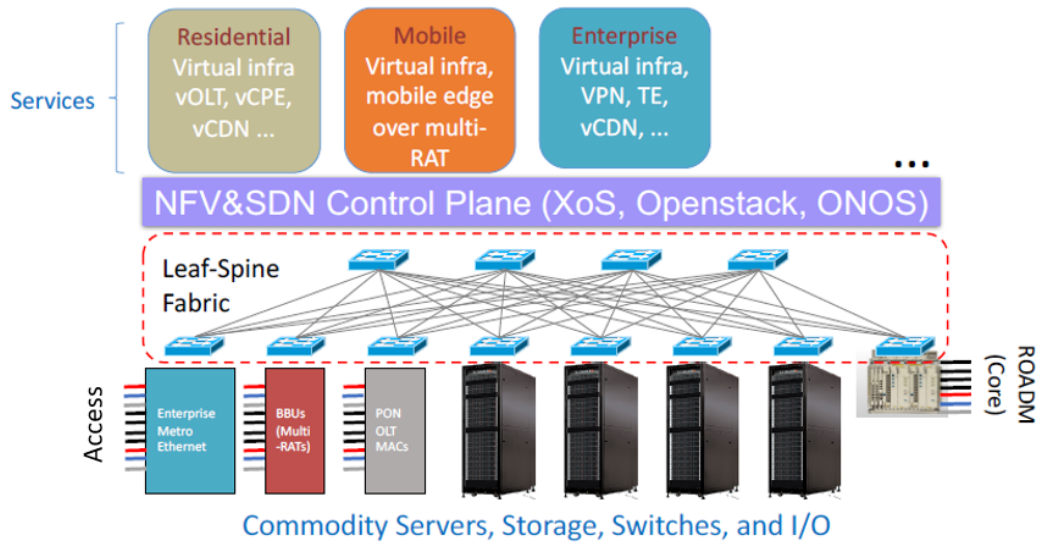 Services
Residential
Virtual infra
vOLT, vCPE,
vCDN ...
Mobile
Virtual infra,
mobile edge
over multi-
RAT
Enterprise
Virtual infra,
VPN, TE,
vCDN, ...
...
NFV&SDN Control Plane (XoS, Openstack, ONOS)
Leaf-Spine
Fabric
Access
Enterprise
Metro
Ethernet
BBUs
(Multi
-RATs)
PON
OLT
MACs
ROADM
(Core)
Commodity Servers, Storage, Switches, and I/O